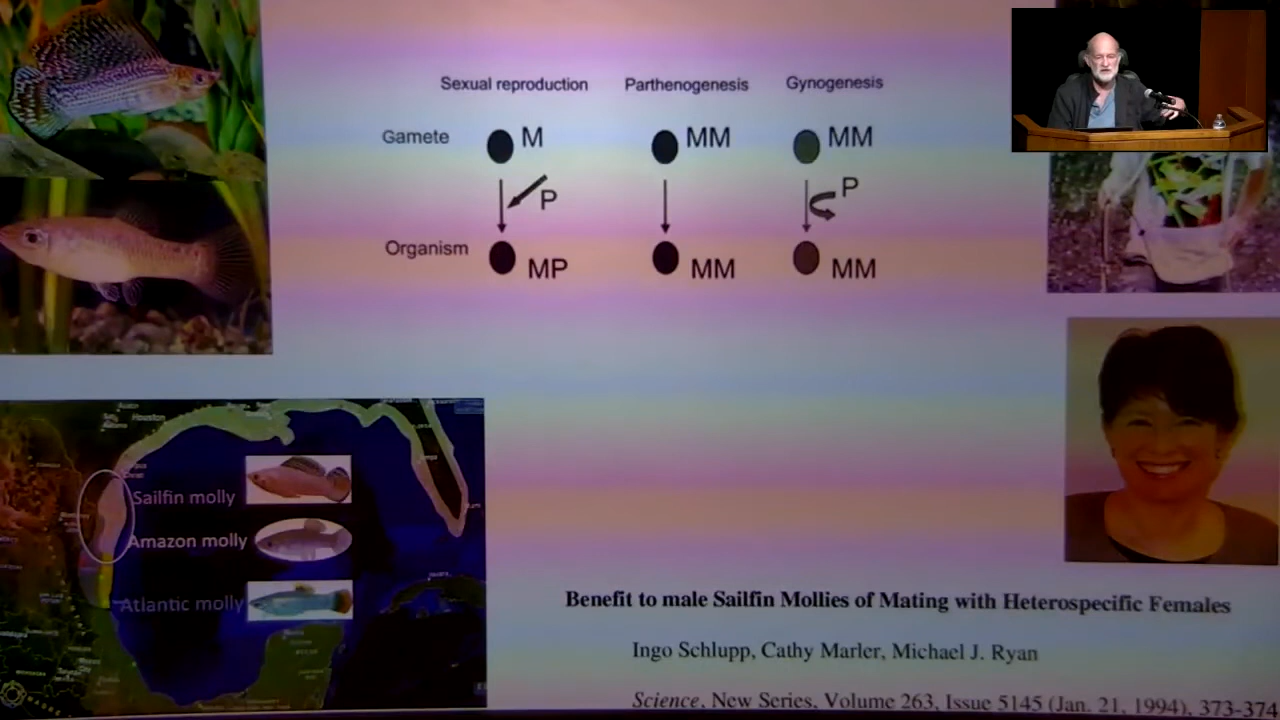 Sexual reproduction Parthenogenesis Gynogenesis
Gamete M MM MM
P P
Organism MP MM MM
Houston
Sailfin molly
Amazon molly
Atlantic molly
Benefit to male Sailfin Mollies of Mating with Heterospecific Females
Ingo Schlupp, Cathy Marler, Michael J. Ryan
Science, New Series, Volume 263, Issue 5145 (Jan. 21, 1994), 373-374